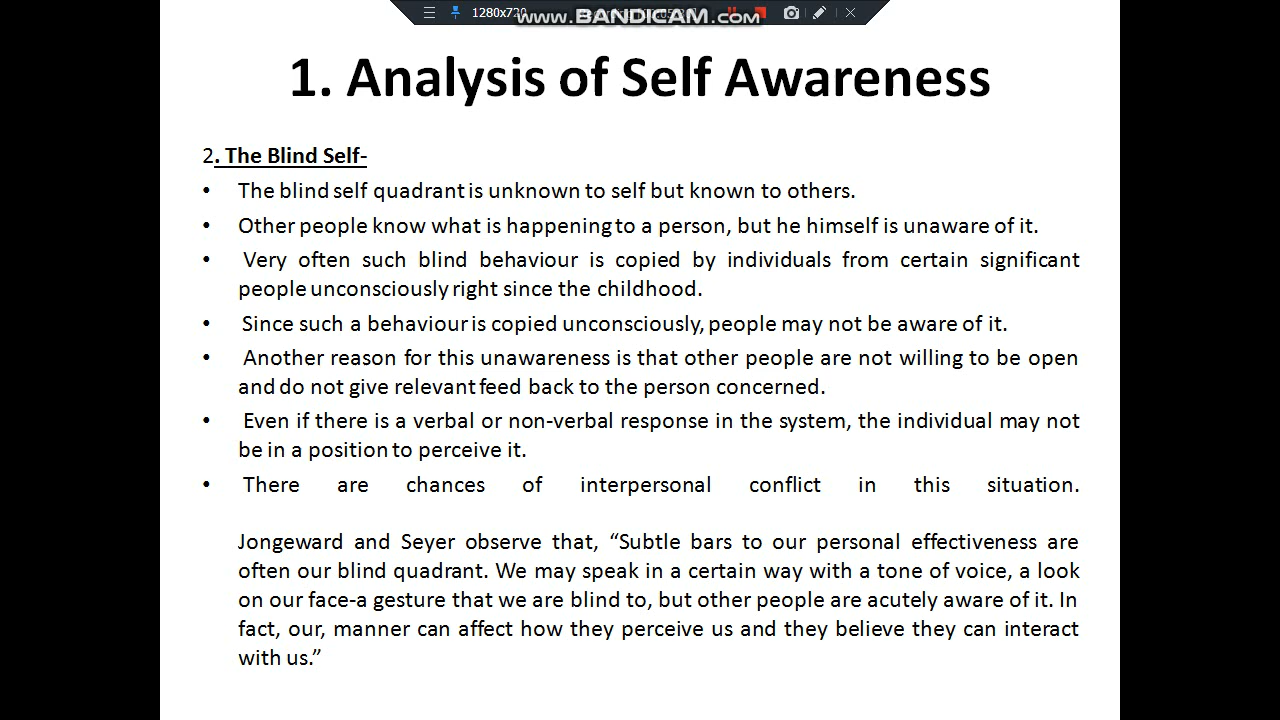 1280x720
www.BANDICAM.com
1. Analysis of Self Awareness
2. The Blind Self-
• The blind self quadrant is unknown to self but known to others.
• Other people know what is happening to a person, but he himself is unaware of it.
• Very often such blind behaviour is copied by individuals from certain significant
people unconsciously right since the childhood.
• Since such a behaviour is copied unconsciously, people may not be aware of it.
• Another reason for this unawareness is that other people are not willing to be open
and do not give relevant feed back to the person concerned.
• Even if there is a verbal or non-verbal response in the system, the individual may not
be in a position to perceive it.
• There are chances of interpersonal conflict in this situation.
Jongeward and Seyer observe that, “Subtle bars to our personal effectiveness are
often our blind quadrant. We may speak in a certain way with a tone of voice, a look
on our face-a gesture that we are blind to, but other people are acutely aware of it. In
fact, our, manner can affect how they perceive us and they believe they can interact
with us.”